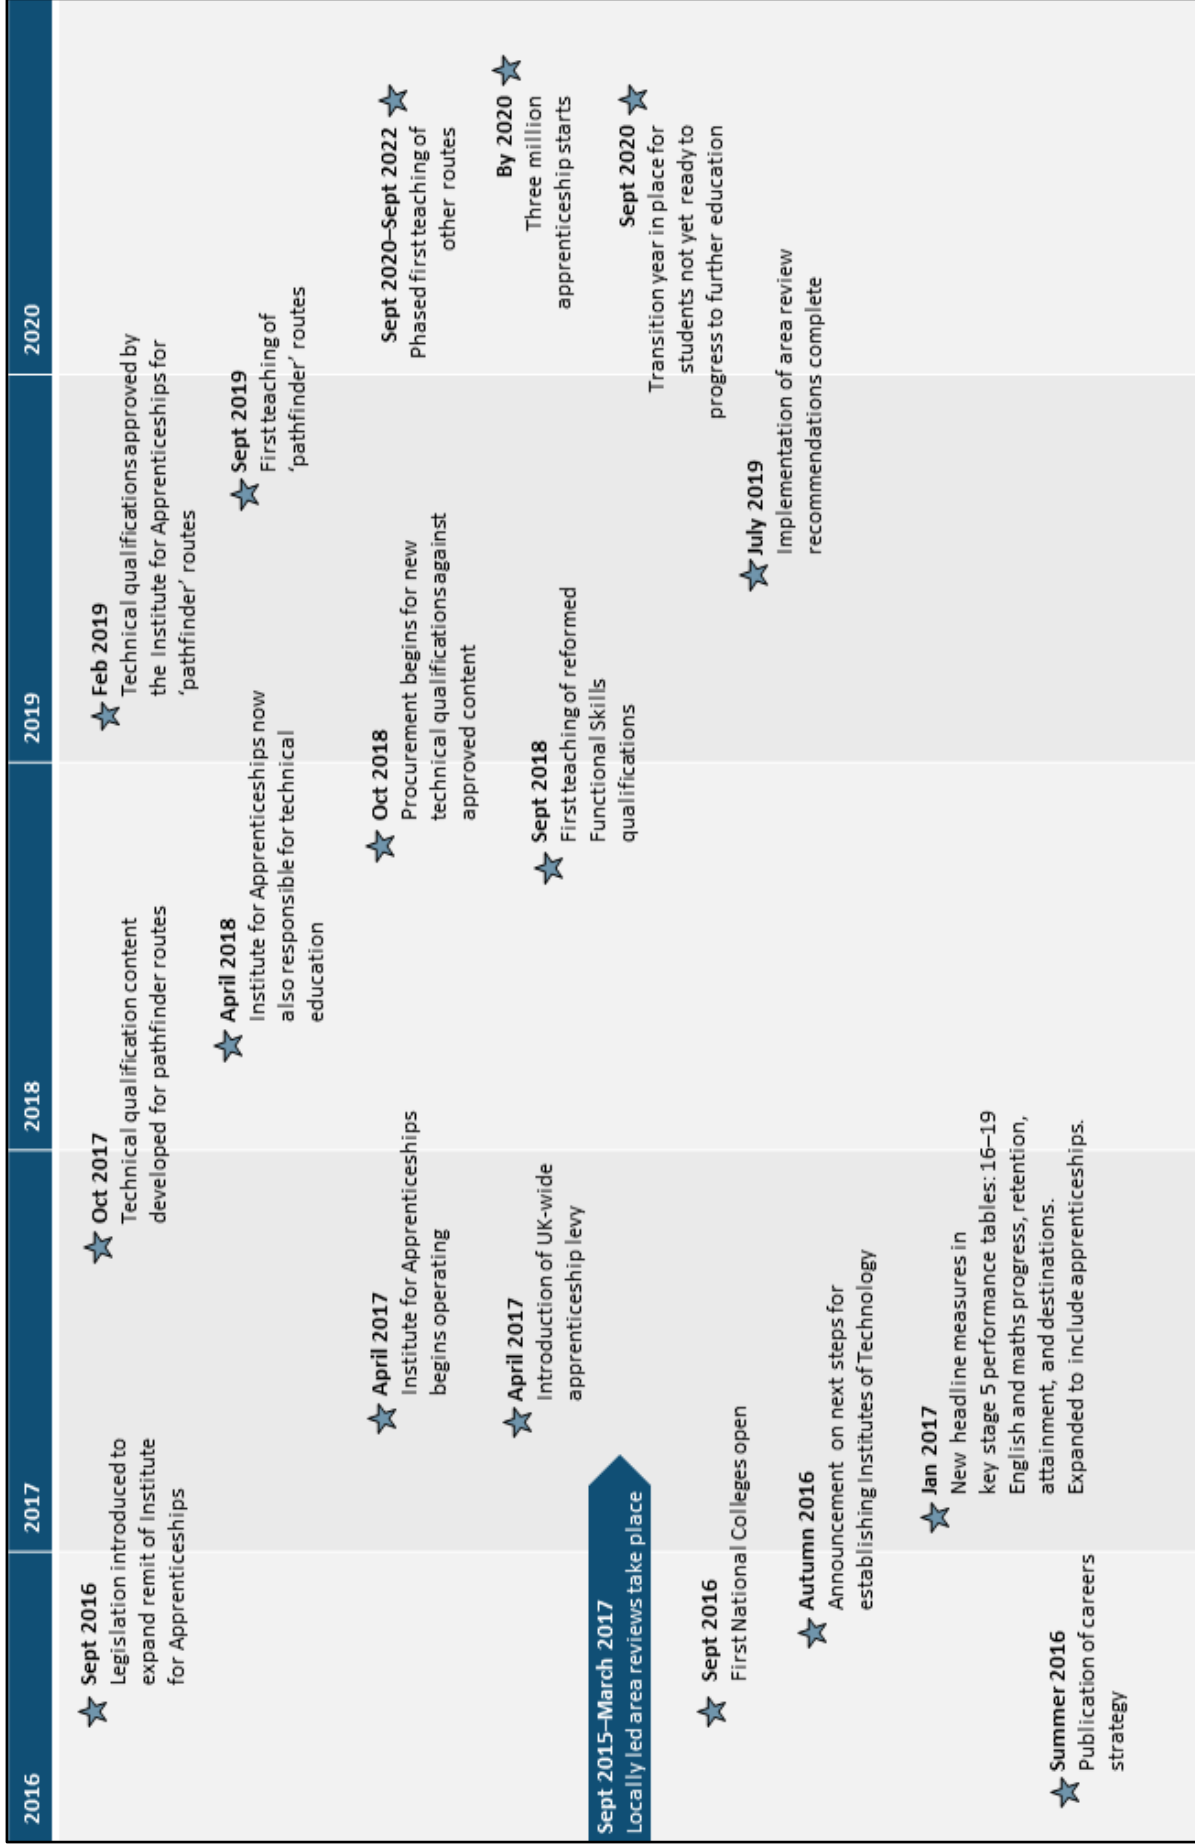 2016
2017
2018
2019
2020
Sept 2016
Legislation introduced to
expand remit of Institute
for Apprenticeships
Oct 2017
Technical qualification content
developed for pathfinder routes
Feb 2019
Technical qualifications approved by
the Institute for Apprenticeships for
‘pathfinder’ routes
April 2018
Institute for Apprenticeships now
also responsible for technical
education
Sept 2019
First teaching of
‘pathfinder’ routes
April 2017
Institute for Apprenticeships
begins operating
Oct 2018
Procurement begins for new
technical qualifications against
approved content
Sept 2020–Sept 2022
Phased first teaching of
other routes
April 2017
Introduction of UK-wide
apprenticeship levy
Sept 2018
First teaching of reformed
Functional Skills
qualifications
By 2020
Three million
apprenticeship starts
Sept 2015–March 2017
Locally led area reviews take place
Sept 2020
Transition year in place for
students not yet ready to
progress to further education
Sept 2016
First National Colleges open
July 2019
Implementation of area review
recommendations complete
Autumn 2016
Announcement on next steps for
establishing Institutes of Technology
Jan 2017
New headline measures in
key stage 5 performance tables: 16–19
English and maths progress, retention,
attainment, and destinations.
Expanded to include apprenticeships.
Summer 2016
Publication of careers
strategy